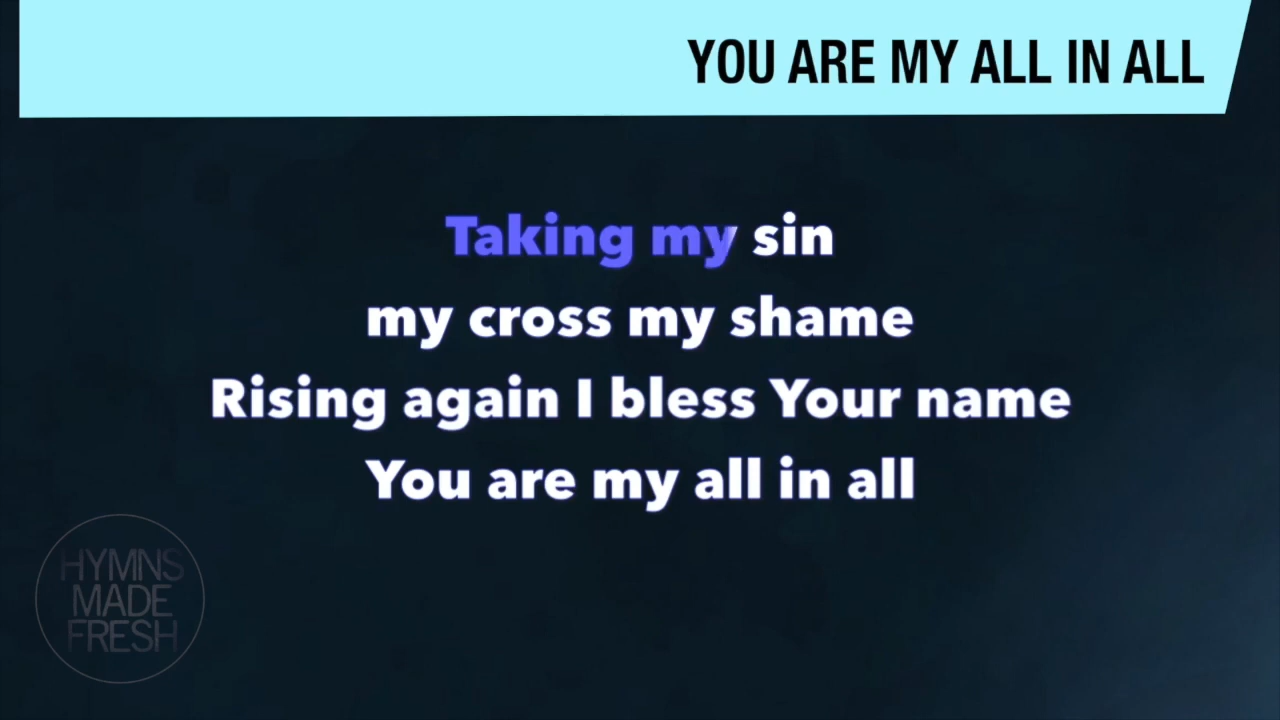 YOU ARE MY ALL IN ALL
Taking my sin
my cross my shame
Rising again I bless Your name
You are my all in all
HYMNS
MADE
FRESH